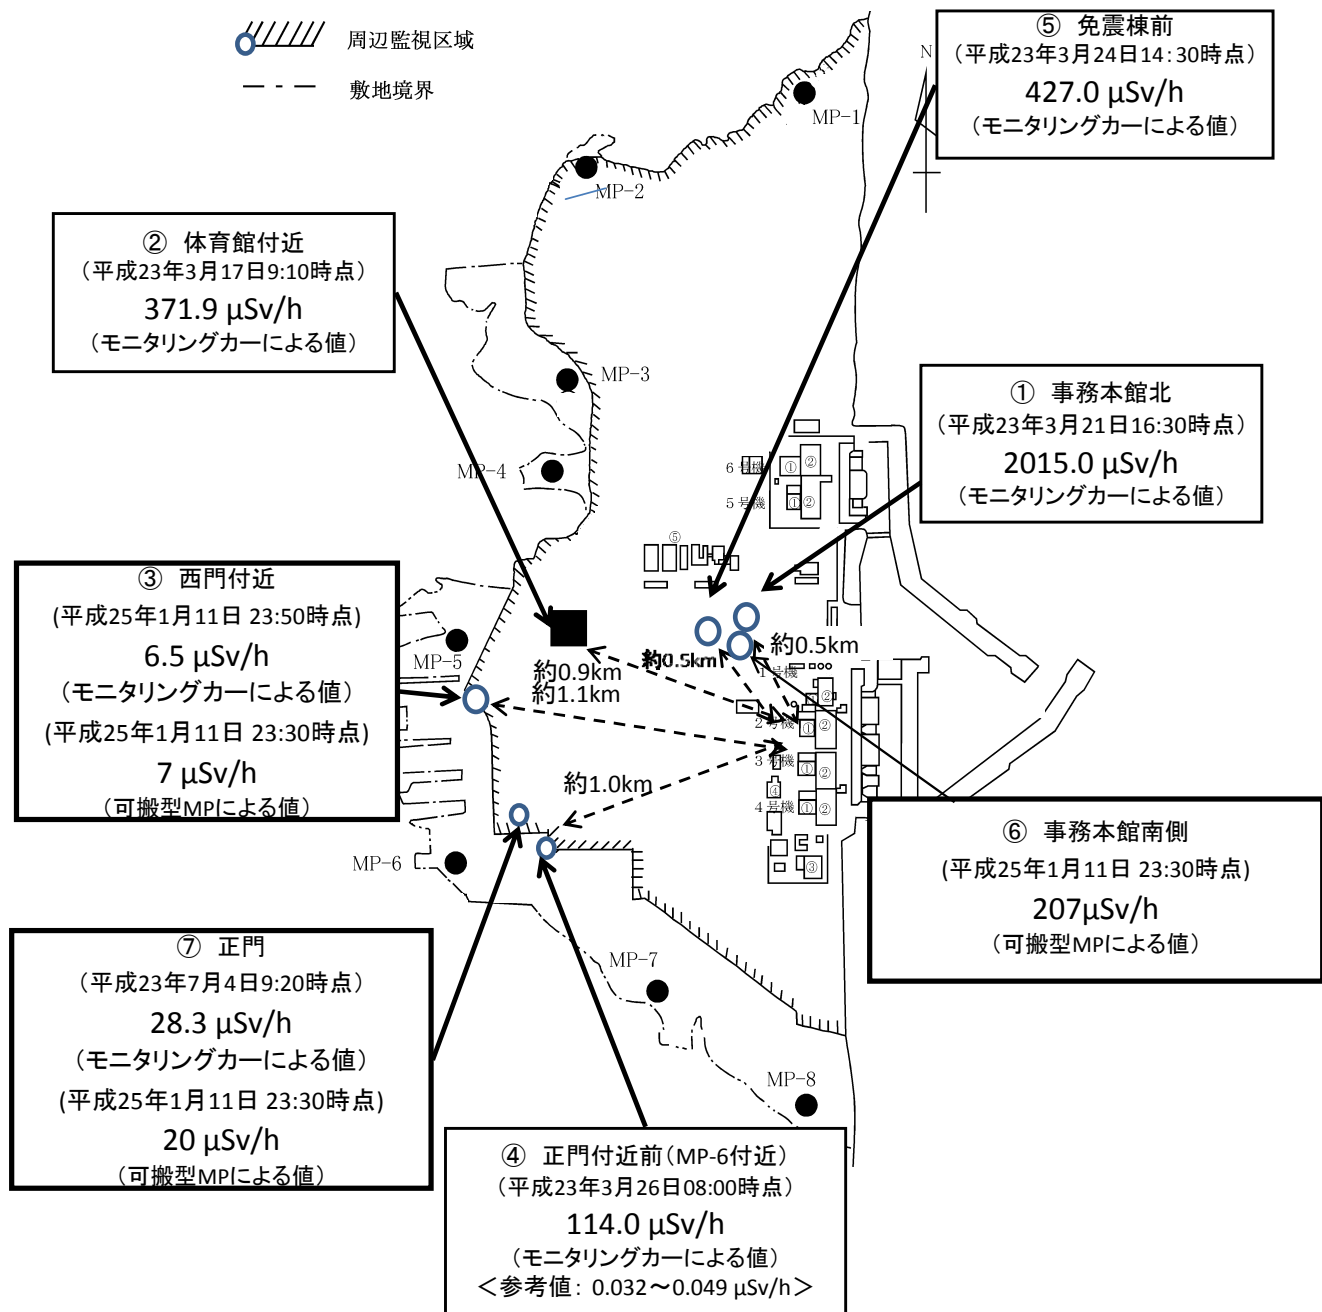 周辺監視区域
敷地境界
⑤ 免震棟前
（平成23年3月24日14：30時点）
427.0 μSv/h
（モニタリングカーによる値）
N
MP-1
MP-2
② 体育館付近
（平成23年3月17日9:10時点）
371.9 μSv/h
（モニタリングカーによる値）
MP-3
① 事務本館北
（平成23年3月21日16:30時点）
2015.0 μSv/h
（モニタリングカーによる値）
MP-4
6号機
①
②
5号機
①
②
⑤
③ 西門付近
(平成25年1月11日 23:50時点)
6.5 μSv/h
（モニタリングカーによる値）
(平成25年1月11日 23:30時点)
7 μSv/h
（可搬型MPによる値）
MP-5
約0.9km
約1.1km
約0.5km
約0.5km
1号機
②
2号機
①
②
3号機
①
②
④
4号機
①
②
③
約1.0km
MP-6
⑥ 事務本館南側
(平成25年1月11日 23:30時点)
207μSv/h
（可搬型MPによる値）
⑦ 正門
（平成23年7月4日9:20時点）
28.3 μSv/h
（モニタリングカーによる値）
(平成25年1月11日 23:30時点)
20 μSv/h
（可搬型MPによる値）
MP-7
MP-8
④ 正門付近前（MP-6付近）
（平成23年3月26日08:00時点）
114.0 μSv/h
（モニタリングカーによる値）
＜参考値： 0.032～0.049 μSv/h＞